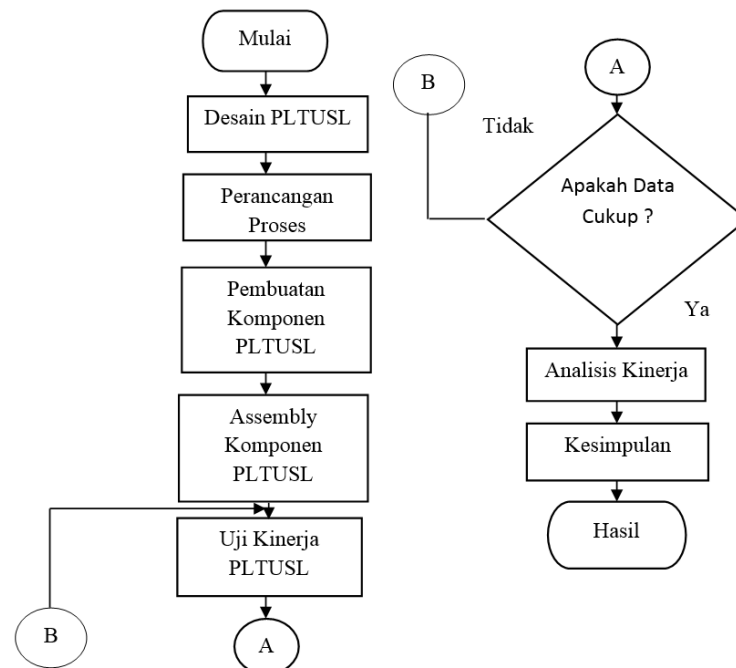 Mulai
Desain PLTUSL
Perancangan
Proses
Pembuatan
Komponen
PLTUSL
Assembly
Komponen
PLTUSL
Uji Kinerja
PLTUSL
B
A
A
B
Tidak
Apakah Data
Cukup ?
Ya
Analisis Kinerja
Kesimpulan
Hasil